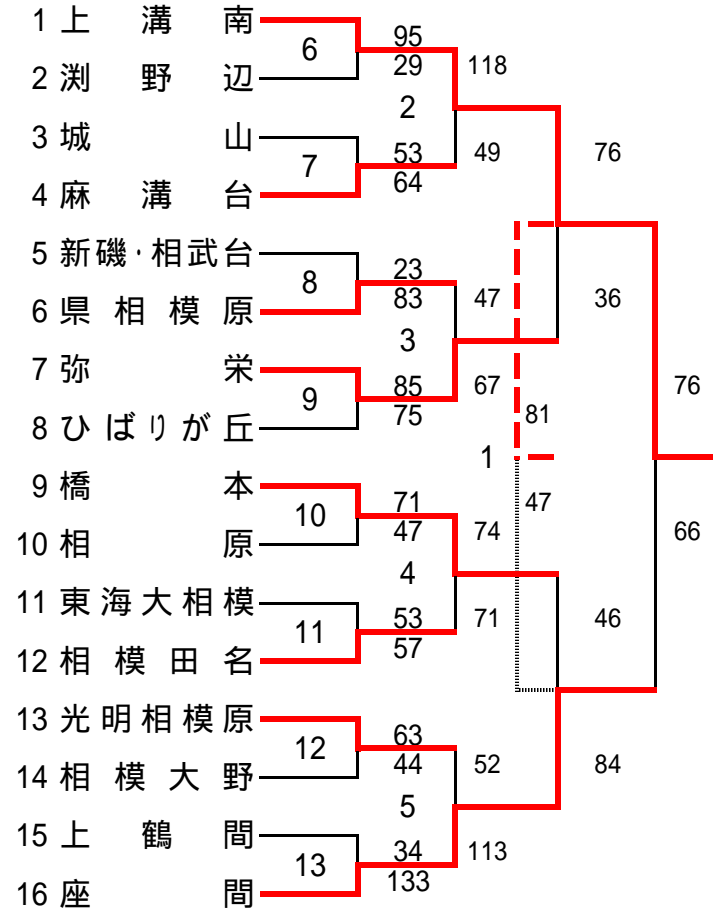 1 上溝南
95
6
29
118
2 渕野辺
2
3 城山
53
49
76
7
64
4 麻溝台
5 新磯・相武台
23
8
83
47
36
6 県相模原
3
7 弥栄
85
67
76
9
75
81
8 ひばりが丘
1
9 橋本
71
47
10
47
74
66
10 相原
4
11 東海大相模
53
71
46
11
57
12 相模田名
13 光明相模原
63
12
44
52
84
14 相模大野
5
15 上鶴間
34
113
13
133
16 座間